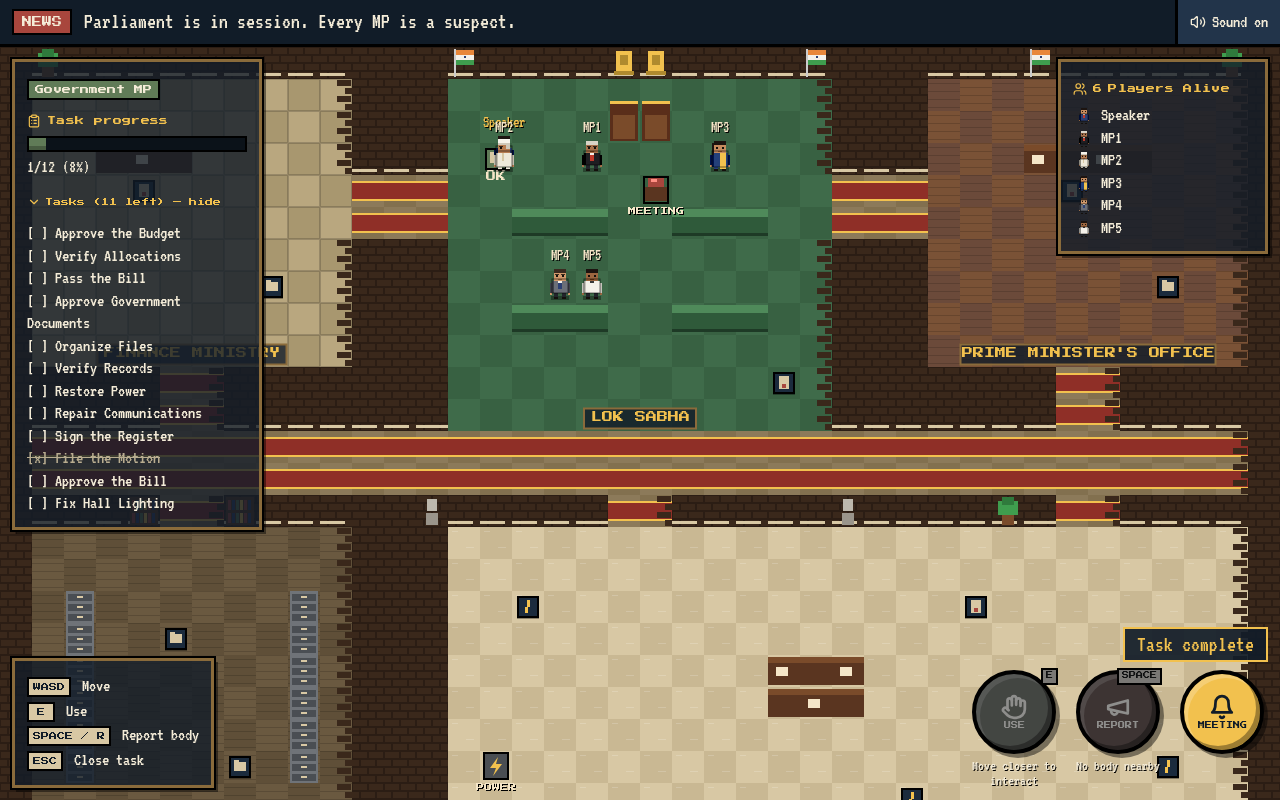 NEWS
Parliament is in session. Every MP is a suspect.
Sound on
Government MP
Task progress
1/12 (8%)
Tasks (11 left) — hide
[ ] Approve the Budget
[ ] Verify Allocations
[ ] Pass the Bill
[ ] Approve Government
Documents
[ ] Organize Files
[ ] Verify Records
[ ] Restore Power
[ ] Repair Communications
[ ] Sign the Register
[x] File the Motion
[ ] Approve the Bill
[ ] Fix Hall Lighting
FINANCE MINISTRY
Speaker
MP2
MP1
MP3
OK
MEETING
MP4
MP5
LOK SABHA
6 Players Alive
Speaker
MP1
MP2
MP3
MP4
MP5
PRIME MINISTER'S OFFICE
WASD Move
E Use
SPACE / R Report body
ESC Close task
POWER
Task complete
E
USE
Move closer to
interact
SPACE
REPORT
No body nearby
MEETING